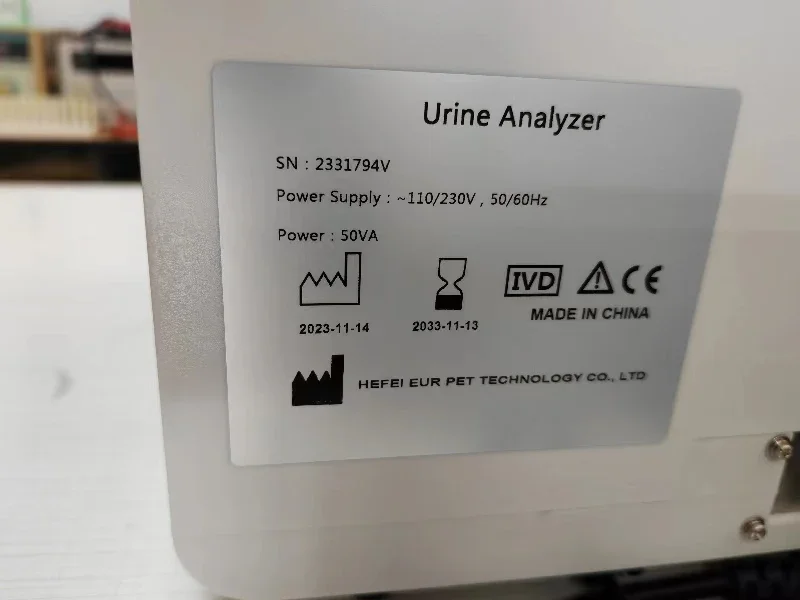 Urine Analyzer
SN : 2331794V
Power Supply : ~110/230V , 50/60Hz
Power : 50VA
IVD
CE
MADE IN CHINA
2023-11-14
2033-11-13
HEFEI EUR PET TECHNOLOGY CO., LTD